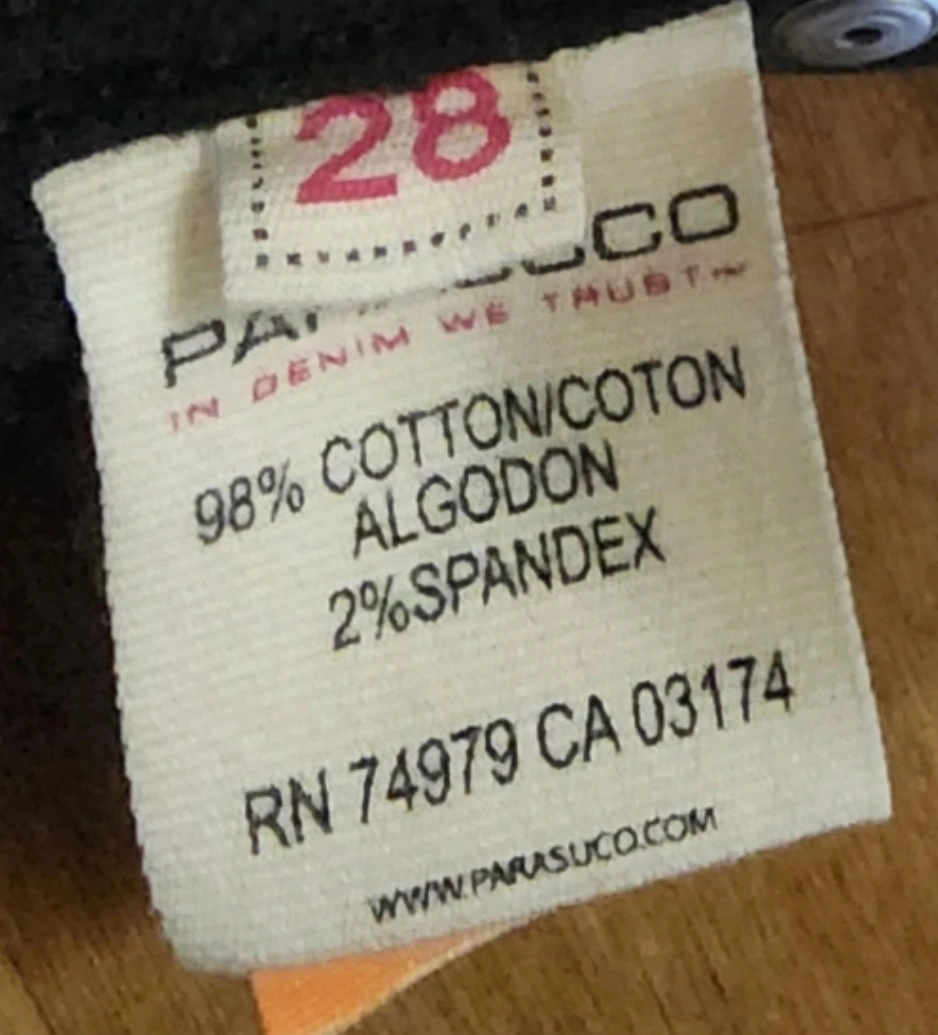 28
IN DENIM WE TRUST™
98% COTTON/COTON
ALGODON
2%SPANDEX
RN 74979 CA 03174
WWW.PARASUCO.COM